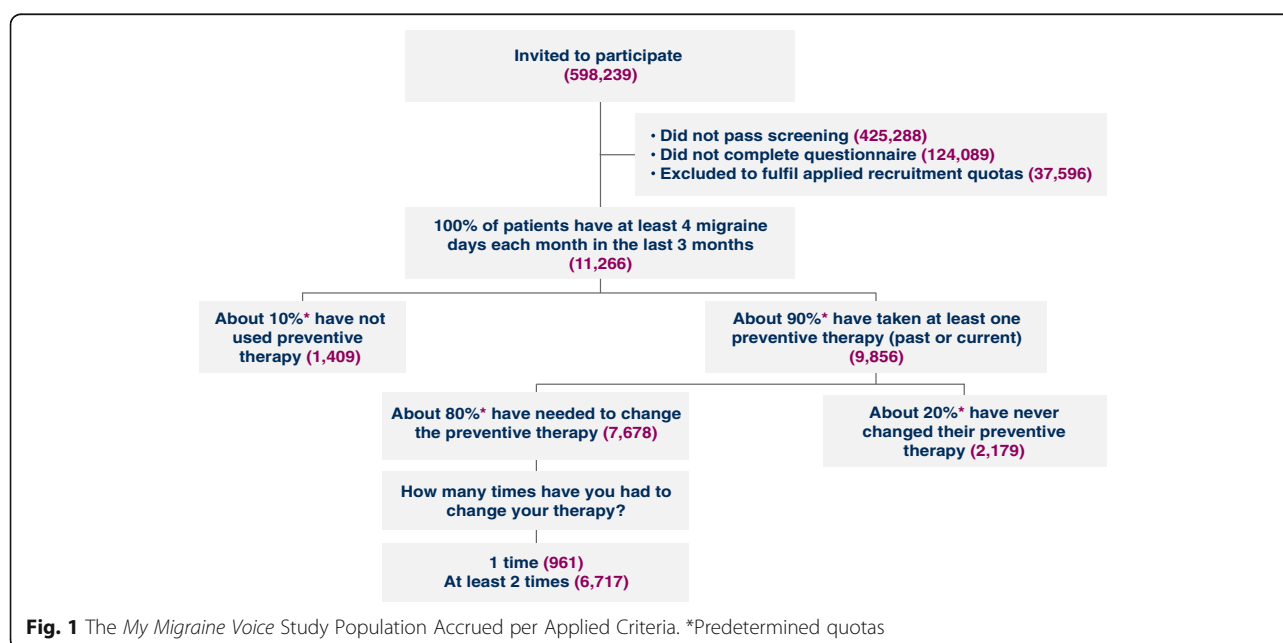 Invited to participate
(598,239)
• Did not pass screening (425,288)
• Did not complete questionnaire (124,089)
• Excluded to fulfil applied recruitment quotas (37,596)
100% of patients have at least 4 migraine
days each month in the last 3 months
(11,266)
About 10%* have not
used preventive
therapy (1,409)
About 90%* have taken at least one
preventive therapy (past or current)
(9,856)
About 80%* have needed to change
the preventive therapy (7,678)
About 20%* have never
changed their preventive
therapy (2,179)
How many times have you had to
change your therapy?
1 time (961)
At least 2 times (6,717)
Fig. 1 The My Migraine Voice Study Population Accrued per Applied Criteria. *Predetermined quotas